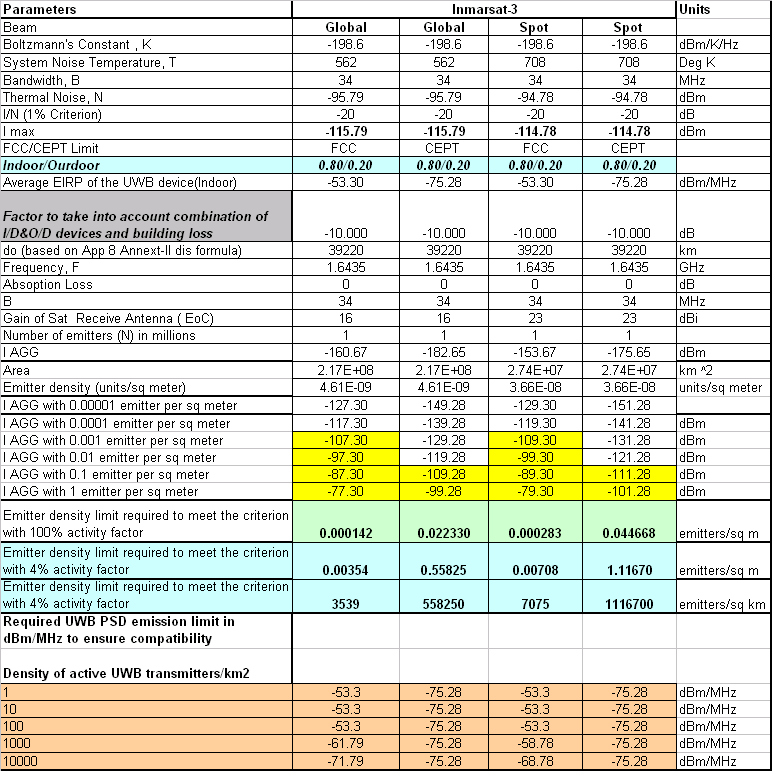 Parameters Inmarsat-3 Units
Beam Global Global Spot Spot
Boltzmann's Constant , K -198.6 -198.6 -198.6 -198.6 dBm/K/Hz
System Noise Temperature, T 562 562 708 708 Deg K
Bandwidth, B 34 34 34 34 MHz
Thermal Noise, N -95.79 -95.79 -94.78 -94.78 dBm
I/N (1% Criterion) -20 -20 -20 -20 dB
I max -115.79 -115.79 -114.78 -114.78 dBm
FCC/CEPT Limit FCC CEPT FCC CEPT
Indoor/Ourdoor 0.80/0.20 0.80/0.20 0.80/0.20 0.80/0.20
Average EIRP of the UWB device(Indoor) -53.30 -75.28 -53.30 -75.28 dBm/MHz
Factor to take into account combination of
I/D&O/D devices and building loss -10.000 -10.000 -10.000 -10.000 dB
do (based on App 8 Annext-II dis formula) 39220 39220 39220 39220 km
Frequency, F 1.6435 1.6435 1.6435 1.6435 GHz
Absoption Loss 0 0 0 0 dB
B 34 34 34 34 MHz
Gain of Sat Receive Antenna ( EoC) 16 16 23 23 dBi
Number of emitters (N) in millions 1 1 1 1
I AGG -160.67 -182.65 -153.67 -175.65 dBm
Area 2.17E+08 2.17E+08 2.74E+07 2.74E+07 km ^2
Emitter density (units/sq meter) 4.61E-09 4.61E-09 3.66E-08 3.66E-08 units/sq meter
I AGG with 0.00001 emitter per sq meter -127.30 -149.28 -129.30 -151.28
I AGG with 0.0001 emitter per sq meter -117.30 -139.28 -119.30 -141.28 dBm
I AGG with 0.001 emitter per sq meter -107.30 -129.28 -109.30 -131.28 dBm
I AGG with 0.01 emitter per sq meter -97.30 -119.28 -99.30 -121.28 dBm
I AGG with 0.1 emitter per sq meter -87.30 -109.28 -89.30 -111.28 dBm
I AGG with 1 emitter per sq meter -77.30 -99.28 -79.30 -101.28 dBm
Emitter density limit required to meet the criterion
with 100% activity factor 0.000142 0.022330 0.000283 0.044668 emitters/sq m
Emitter density limit required to meet the criterion
with 4% activity factor 0.00354 0.55825 0.00708 1.11670 emitters/sq m
Emitter density limit required to meet the criterion
with 4% activity factor 3539 558250 7075 1116700 emitters/sq km
Required UWB PSD emission limit in
dBm/MHz to ensure compatibility
Density of active UWB transmitters/km2
1 -53.3 -75.28 -53.3 -75.28 dBm/MHz
10 -53.3 -75.28 -53.3 -75.28 dBm/MHz
100 -53.3 -75.28 -53.3 -75.28 dBm/MHz
1000 -61.79 -75.28 -58.78 -75.28 dBm/MHz
10000 -71.79 -75.28 -68.78 -75.28 dBm/MHz